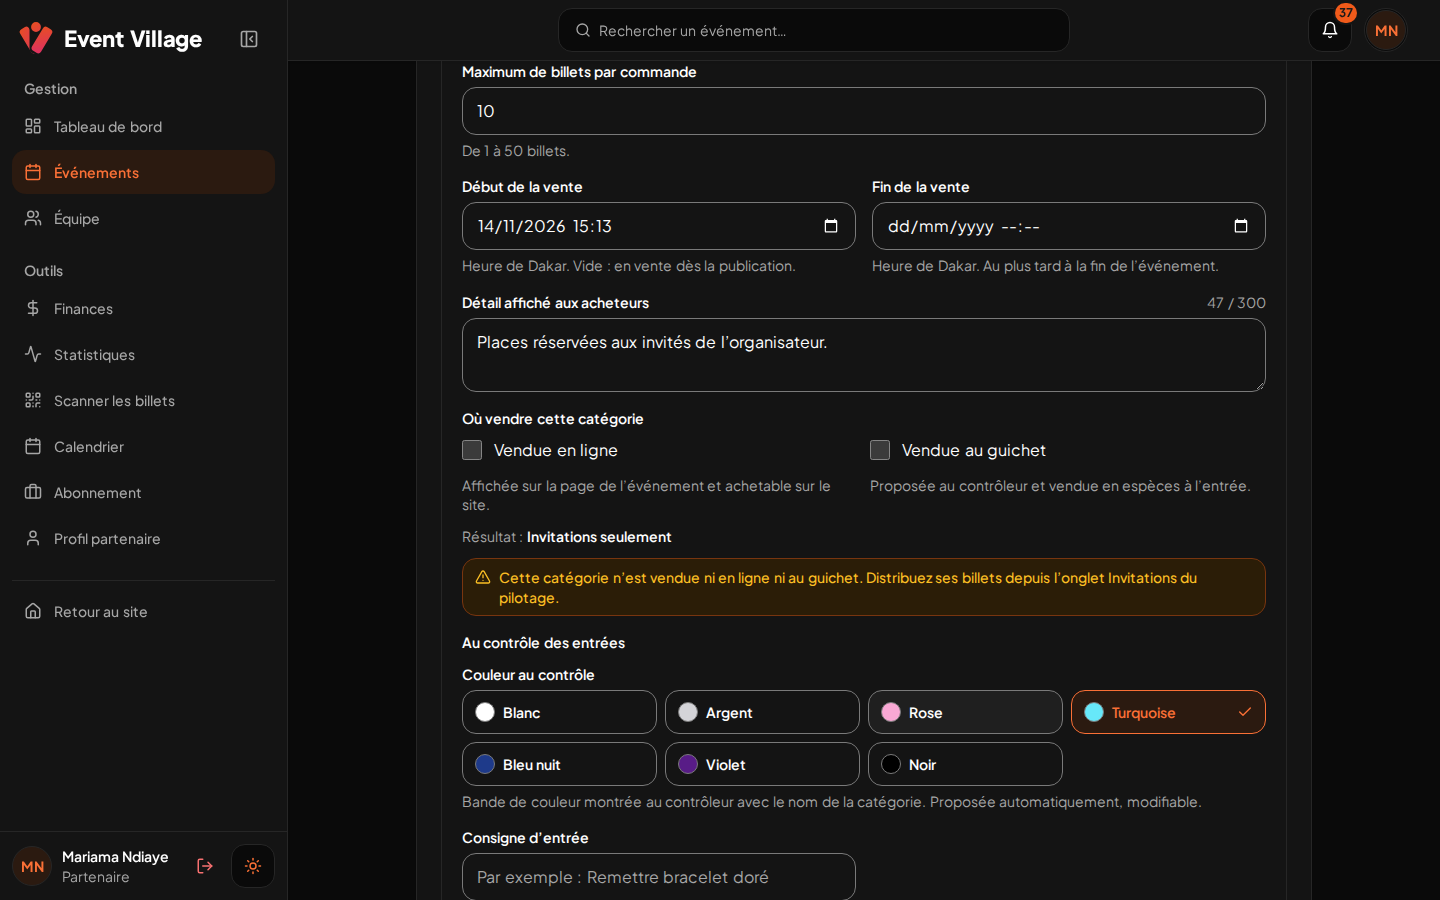 Event Village
Rechercher un événement...
37
MN
Gestion
Tableau de bord
Événements
Équipe
Outils
Finances
Statistiques
Scanner les billets
Calendrier
Abonnement
Profil partenaire
Retour au site
MN
Mariama Ndiaye
Partenaire
Maximum de billets par commande
10
De 1 à 50 billets.
Début de la vente
Fin de la vente
14/11/2026 15:13
dd/mm/yyyy --:--
Heure de Dakar. Vide : en vente dès la publication.
Heure de Dakar. Au plus tard à la fin de l’événement.
Détail affiché aux acheteurs
47 / 300
Places réservées aux invités de l’organisateur.
Où vendre cette catégorie
Vendue en ligne
Vendue au guichet
Affichée sur la page de l’événement et achetable sur le
site.
Proposée au contrôleur et vendue en espèces à l’entrée.
Résultat : Invitations seulement
Cette catégorie n’est vendue ni en ligne ni au guichet. Distribuez ses billets depuis l’onglet Invitations du
pilotage.
Au contrôle des entrées
Couleur au contrôle
Blanc
Argent
Rose
Turquoise
Bleu nuit
Violet
Noir
Bande de couleur montrée au contrôleur avec le nom de la catégorie. Proposée automatiquement, modifiable.
Consigne d’entrée
Par exemple : Remettre bracelet doré